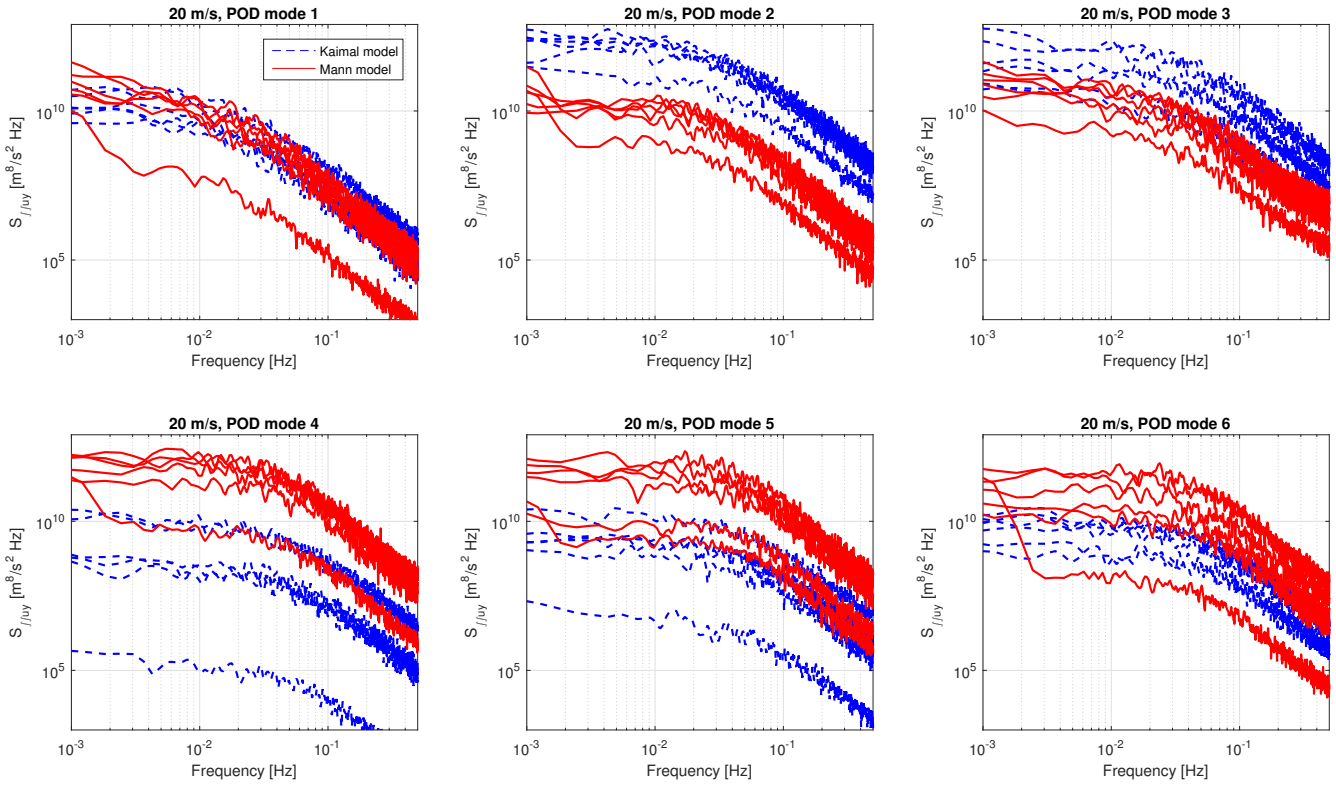 20 m/s, POD mode 1
Kaimal model
Mann model
10^10
10^5
S_∫∫uy [m^8/s^2 Hz]
10^-3 10^-2 10^-1
Frequency [Hz]
20 m/s, POD mode 2
10^10
10^5
S_∫∫uy [m^8/s^2 Hz]
10^-3 10^-2 10^-1
Frequency [Hz]
20 m/s, POD mode 3
10^10
10^5
S_∫∫uy [m^8/s^2 Hz]
10^-3 10^-2 10^-1
Frequency [Hz]
20 m/s, POD mode 4
10^10
10^5
S_∫∫uy [m^8/s^2 Hz]
10^-3 10^-2 10^-1
Frequency [Hz]
20 m/s, POD mode 5
10^10
10^5
S_∫∫uy [m^8/s^2 Hz]
10^-3 10^-2 10^-1
Frequency [Hz]
20 m/s, POD mode 6
10^10
10^5
S_∫∫uy [m^8/s^2 Hz]
10^-3 10^-2 10^-1
Frequency [Hz]